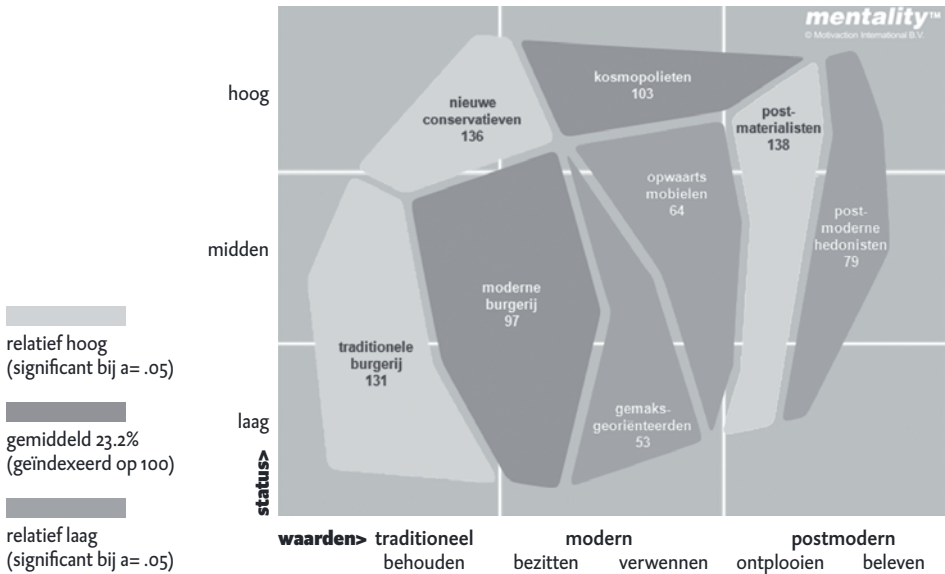 mentality™
© Motivaction International B.V.
hoog
midden
laag
status>
kosmopolieten
103
nieuwe
conservatieven
136
post-
materialisten
138
opwaarts
mobielen
64
post-
moderne
hedonisten
79
moderne
burgerij
97
traditionele
burgerij
131
gemaks-
georiënteerden
53
relatief hoog
(significant bij a= .05)
gemiddeld 23.2%
(geïndexeerd op 100)
relatief laag
(significant bij a= .05)
waarden> traditioneel modern postmodern
behouden bezitten verwennen ontplooien beleven